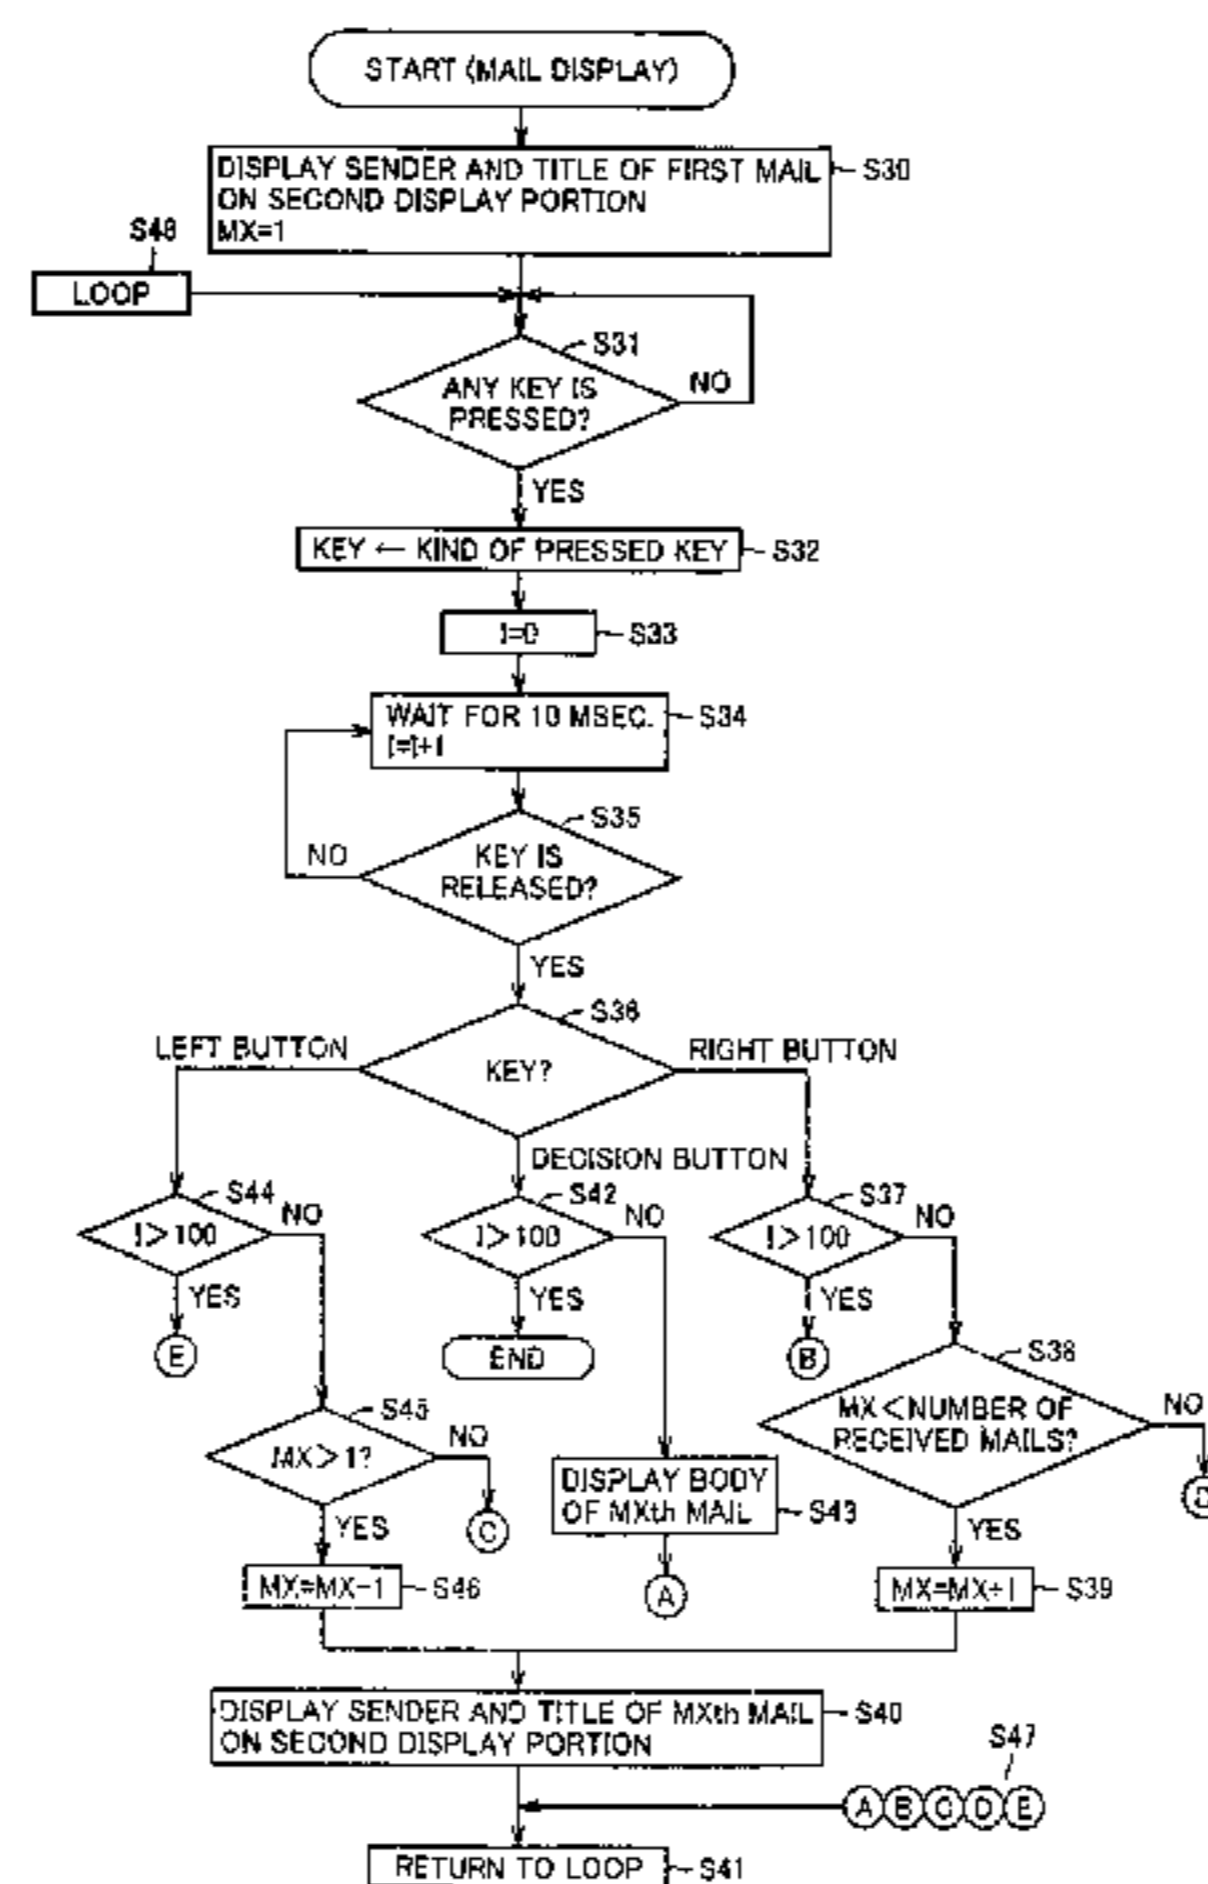 START (MAIL DISPLAY)
DISPLAY SENDER AND TITLE OF FIRST MAIL
ON SECOND DISPLAY PORTION
MX=1
S30
S48
LOOP
S31
ANY KEY IS
PRESSED?
NO
YES
KEY ← KIND OF PRESSED KEY
S32
I=0
S33
WAIT FOR 10 MSEC.
I=I+1
S34
S35
KEY IS
RELEASED?
NO
YES
S36
KEY?
LEFT BUTTON
RIGHT BUTTON
DECISION BUTTON
S44
I>100
NO
YES
E
S42
I>100
NO
YES
END
S37
I>100
NO
YES
B
S38
MX<NUMBER OF
RECEIVED MAILS?
NO
D
YES
S45
MX>1?
NO
C
YES
DISPLAY BODY
OF MXth MAIL
S43
A
MX=MX-1
S46
MX=MX+1
S39
DISPLAY SENDER AND TITLE OF MXth MAIL
ON SECOND DISPLAY PORTION
S40
S47
A B C D E
RETURN TO LOOP
S41